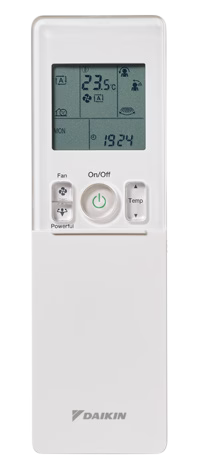 A
23.5°C
A
MON
19:24
Fan
On/Off
Temp
Powerful
DAIKIN